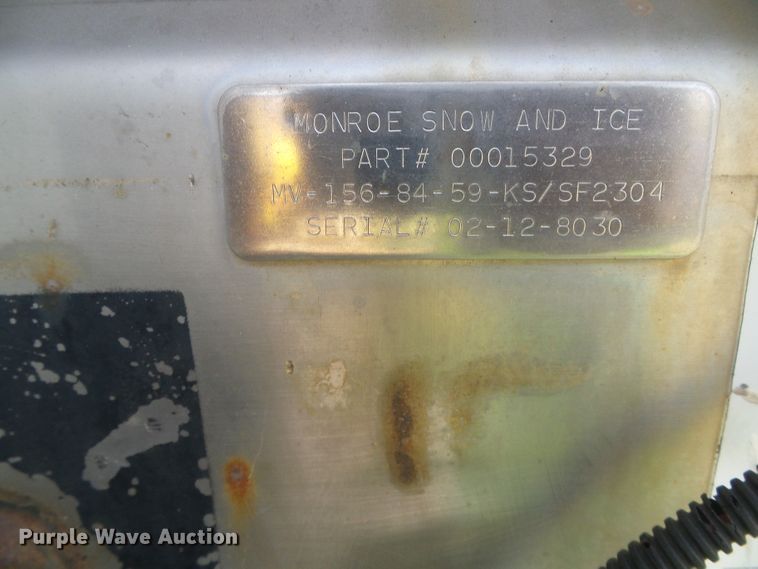 MONROE SNOW AND ICE
PART# 00015329
MV-156-84-59-KS/SF2304
SERIAL# 02-12-8030
Purple Wave Auction